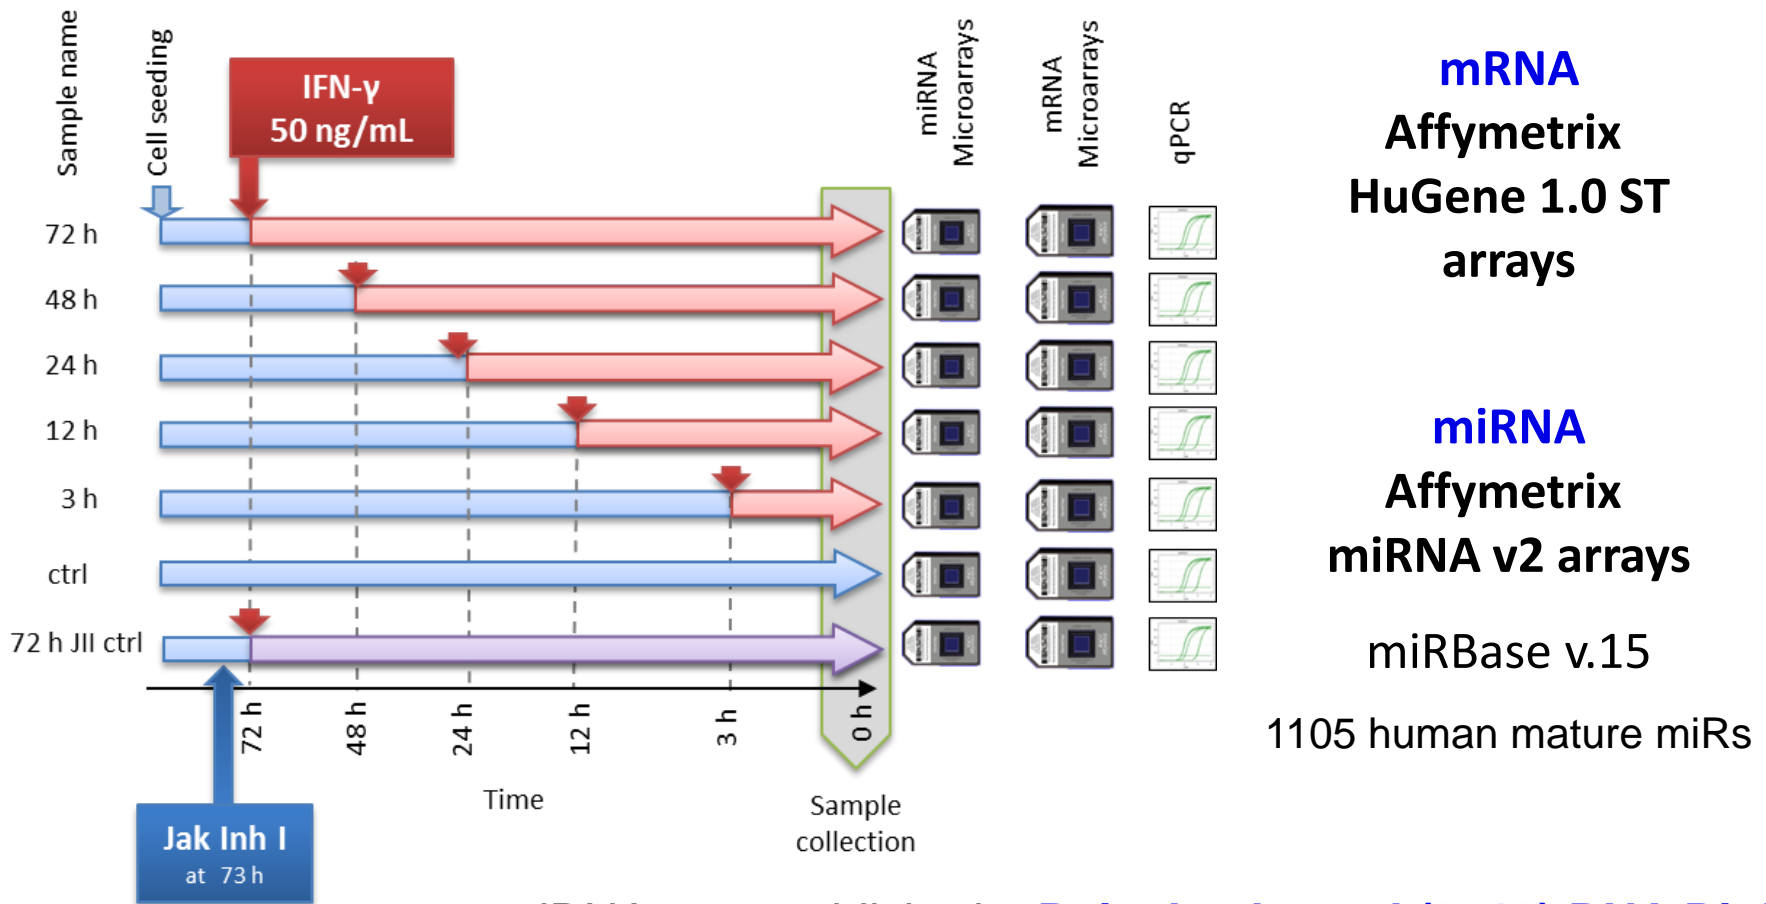 Sample name
Cell seeding
IFN-γ
50 ng/mL
miRNA
Microarrays
mRNA
Microarrays
qPCR
72 h
48 h
24 h
12 h
3 h
ctrl
72 h JII ctrl
72 h
48 h
24 h
12 h
3 h
0 h
Time
Sample
collection
Jak Inh I
at 73 h
mRNA
Affymetrix
HuGene 1.0 ST
arrays
miRNA
Affymetrix
miRNA v2 arrays
miRBase v.15
1105 human mature miRs